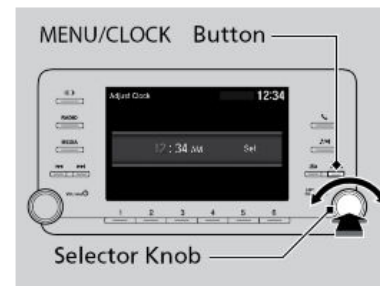 MENU/CLOCK Button
Adjust Clock 12:34
RADIO
MEDIA
12 : 34 AM Set
1 2 3 4 5 6
Selector Knob